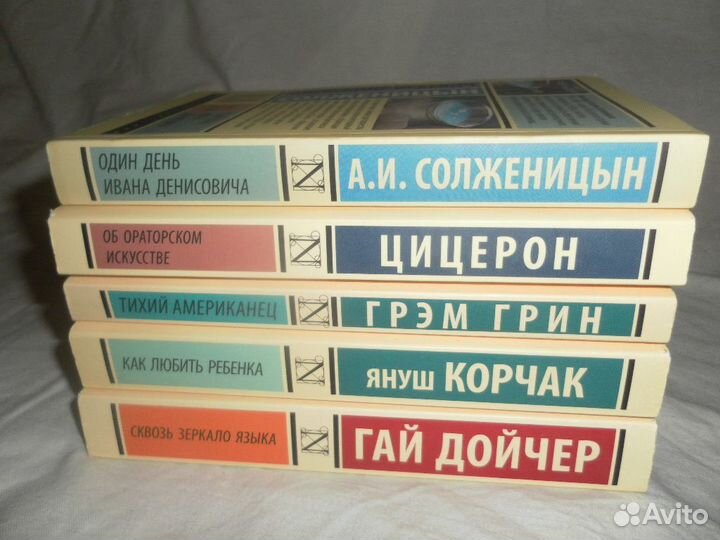 ОДИН ДЕНЬ
ИВАНА ДЕНИСОВИЧА
А.И. СОЛЖЕНИЦЫН
ОБ ОРАТОРСКОМ
ИСКУССТВЕ
ЦИЦЕРОН
ТИХИЙ АМЕРИКАНЕЦ
ГРЭМ ГРИН
КАК ЛЮБИТЬ РЕБЕНКА
ЯНУШ КОРЧАК
СКВОЗЬ ЗЕРКАЛО ЯЗЫКА
ГАЙ ДОЙЧЕР
Avito